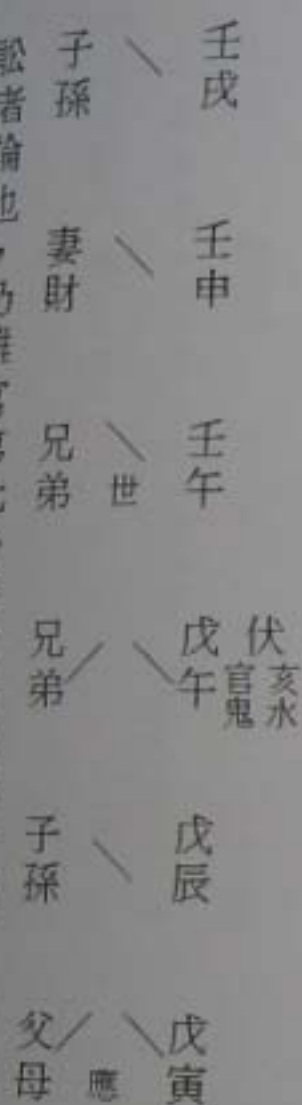 壬戌 子孫
壬申 妻財
壬午 世 兄弟
伏 亥水 官鬼 戊午 兄弟
戊辰 子孫
戊寅 應 父母
訟者論也